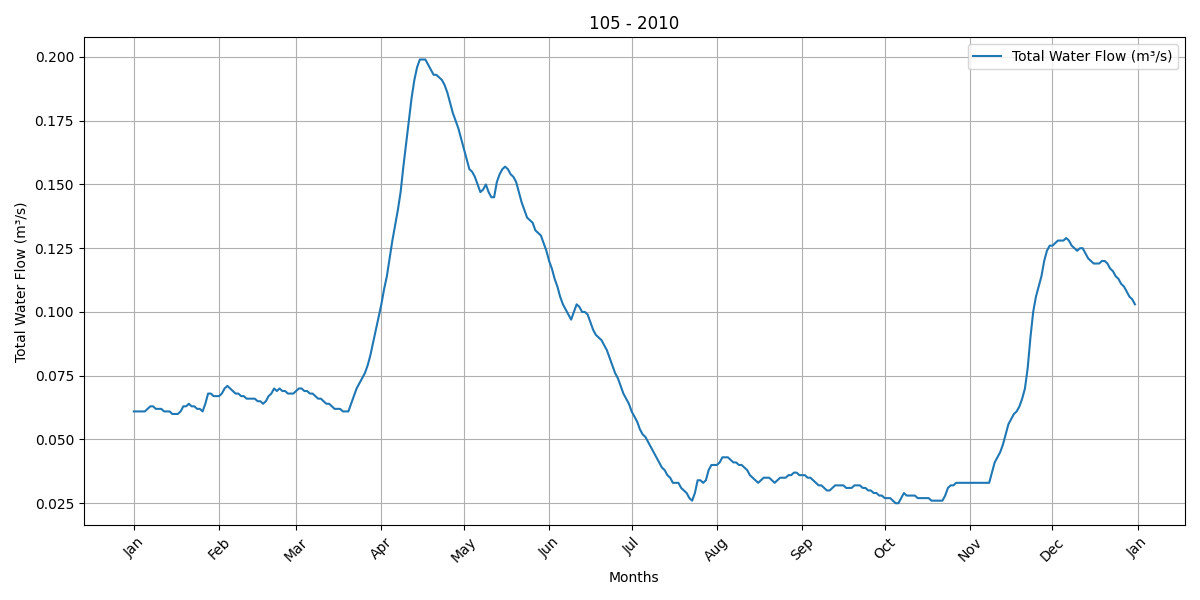 105 - 2010
Total Water Flow (m³/s)
0.200
0.175
0.150
0.125
0.100
0.075
0.050
0.025
Total Water Flow (m³/s)
Jan
Feb
Mar
Apr
May
Jun
Jul
Aug
Sep
Oct
Nov
Dec
Jan
Months